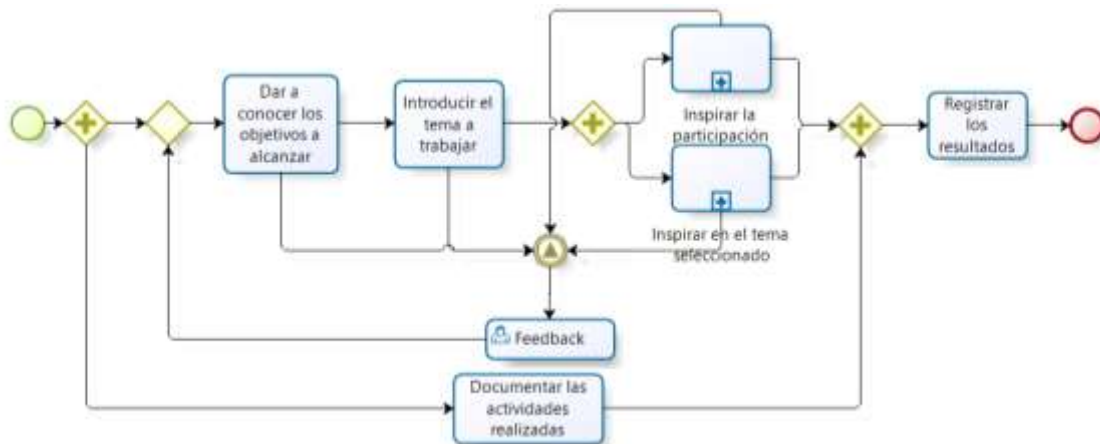 Dar a
conocer los
objetivos a
alcanzar
Introducir el
tema a
trabajar
Inspirar la
participación
Inspirar en el tema
seleccionado
Registrar
los
resultados
Feedback
Documentar las
actividades
realizadas